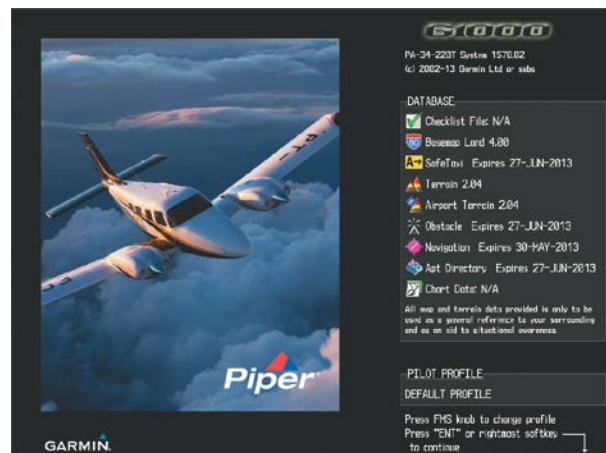 G1000
PA-34-220T System 1576.02
(c) 2002-13 Garmin Ltd or subs
DATABASE
Checklist File: N/A
Basemap Land 4.00
SafeTaxi Expires 27-JUN-2013
Terrain 2.04
Airport Terrain 2.04
Obstacle Expires 27-JUN-2013
Navigation Expires 30-MAY-2013
Apt Directory Expires 27-JUN-2013
Chart Data: N/A
All map and terrain data provided is only to be
used as a general reference to your surrounding
and as an aid to situational awareness.
PILOT PROFILE
DEFAULT PROFILE
Press FMS knob to change profile
Press "ENT" or rightmost softkey
to continue
Piper
GARMIN